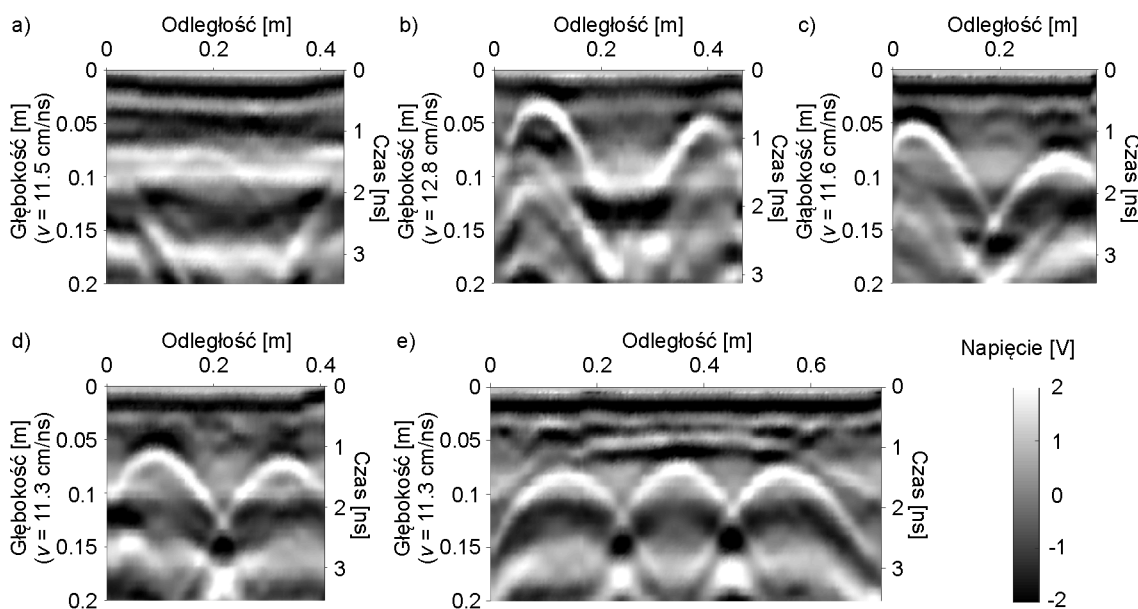 a) Odległość [m]
0 0.2 0.4
Głębokość [m]
(v = 11.5 cm/ns)
0
0.05
0.1
0.15
0.2
0
1
2
3
Czas [ns]
b) Odległość [m]
0 0.2 0.4
Głębokość [m]
(v = 12.8 cm/ns)
0
0.05
0.1
0.15
0.2
0
1
2
3
Czas [ns]
c) Odległość [m]
0 0.2
Głąbokość [m]
(v = 11.6 cm/ns)
0
0.05
0.1
0.15
0.2
0
1
2
3
Czas [ns]
d) Odległość [m]
0 0.2 0.4
Głębokość [m]
(v = 11.3 cm/ns)
0
0.05
0.1
0.15
0.2
0
1
2
3
Czas [ns]
e) Odległość [m]
0 0.2 0.4 0.6
Głębokość [m]
(v = 11.3 cm/ns)
0
0.05
0.1
0.15
0.2
0
1
2
3
Czas [ns]
Napięcie [V]
2
1
0
-1
-2